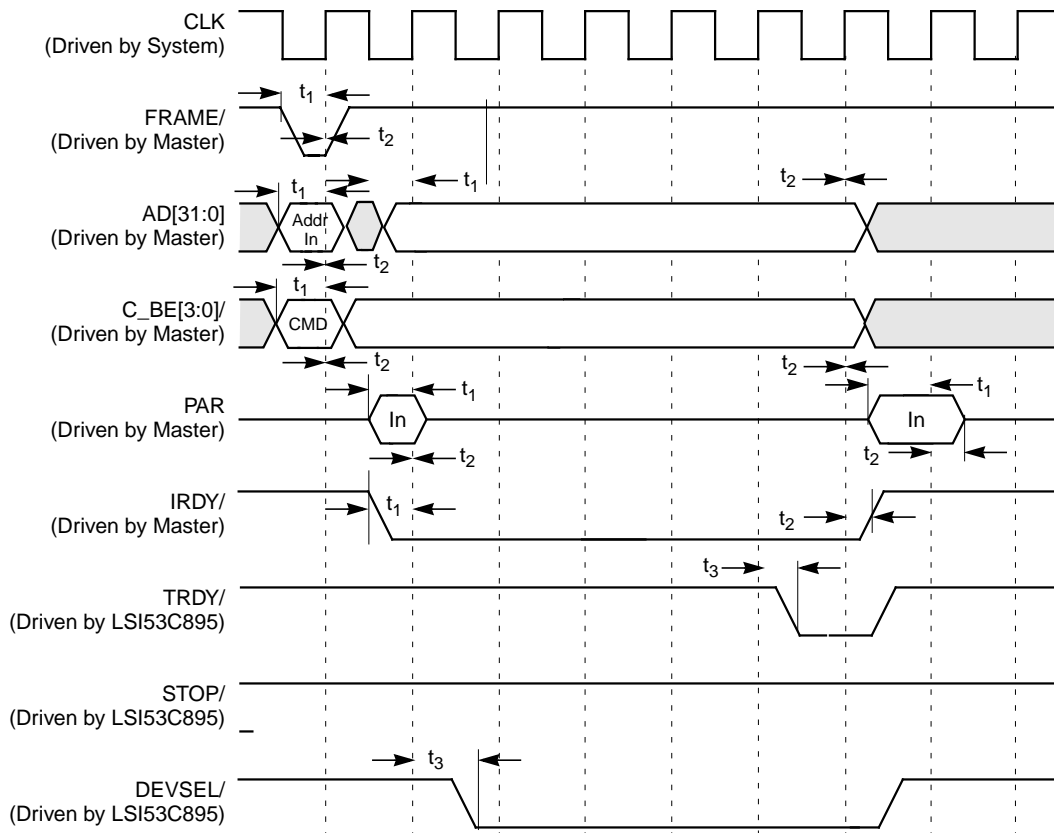 CLK
(Driven by System)
t1
FRAME/
(Driven by Master)
t2
t1
t1
t2
AD[31:0]
(Driven by Master)
Addr
In
t2
t1
C_BE[3:0]/
(Driven by Master)
CMD
t2
t2
t1
t1
PAR
(Driven by Master)
In
In
t2
t2
IRDY/
(Driven by Master)
t1
t2
t3
TRDY/
(Driven by LSI53C895)
STOP/
(Driven by LSI53C895)
t3
DEVSEL/
(Driven by LSI53C895)